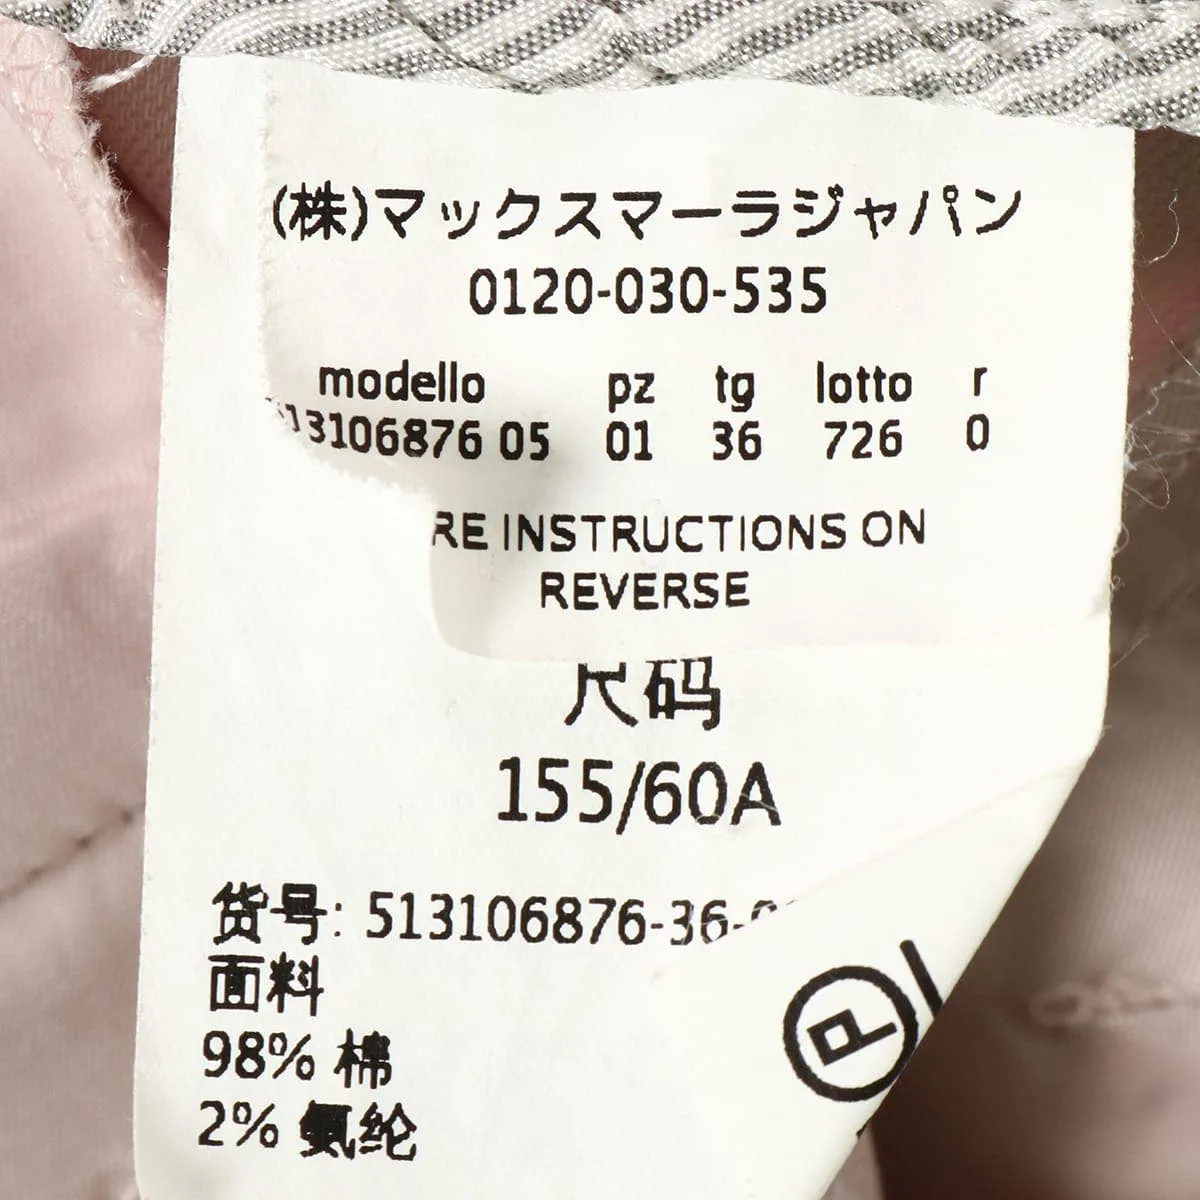 (株)マックスマーラジャパン
0120-030-535
modello pz tg lotto r
13106876 05 01 36 726 0
RE INSTRUCTIONS ON
REVERSE
尺码
155/60A
货号: 513106876-36-
面料
98% 棉
2% 氨纶
P